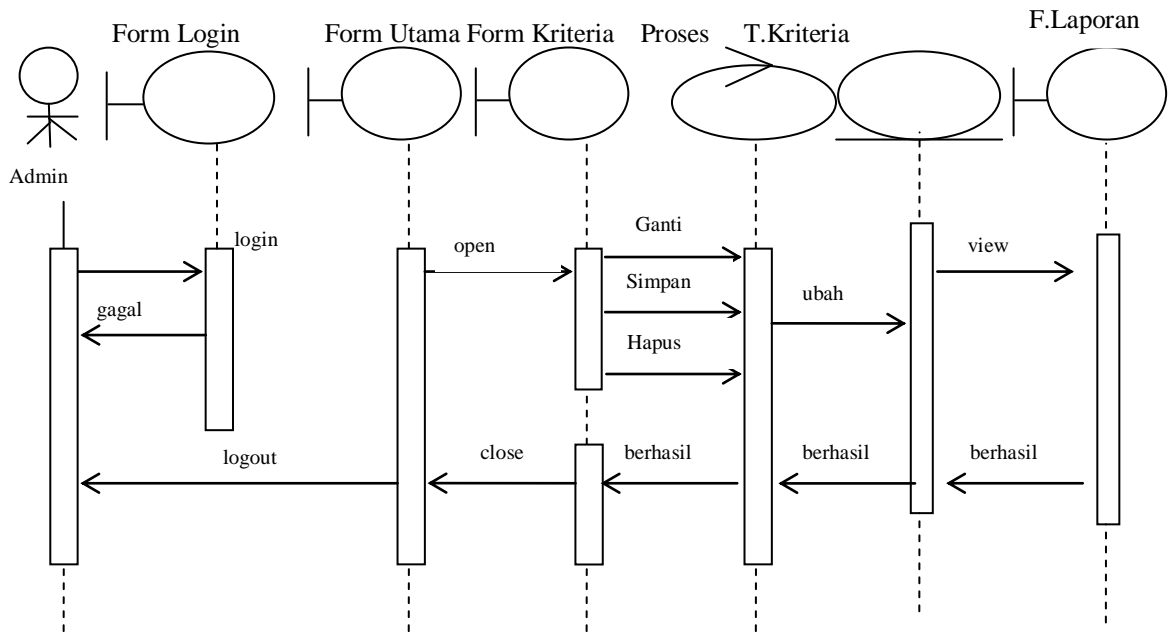 Form Login
Form Utama
Form Kriteria
Proses
T.Kriteria
F.Laporan
Admin
login
gagal
open
Ganti
Simpan
Hapus
ubah
view
logout
close
berhasil
berhasil
berhasil